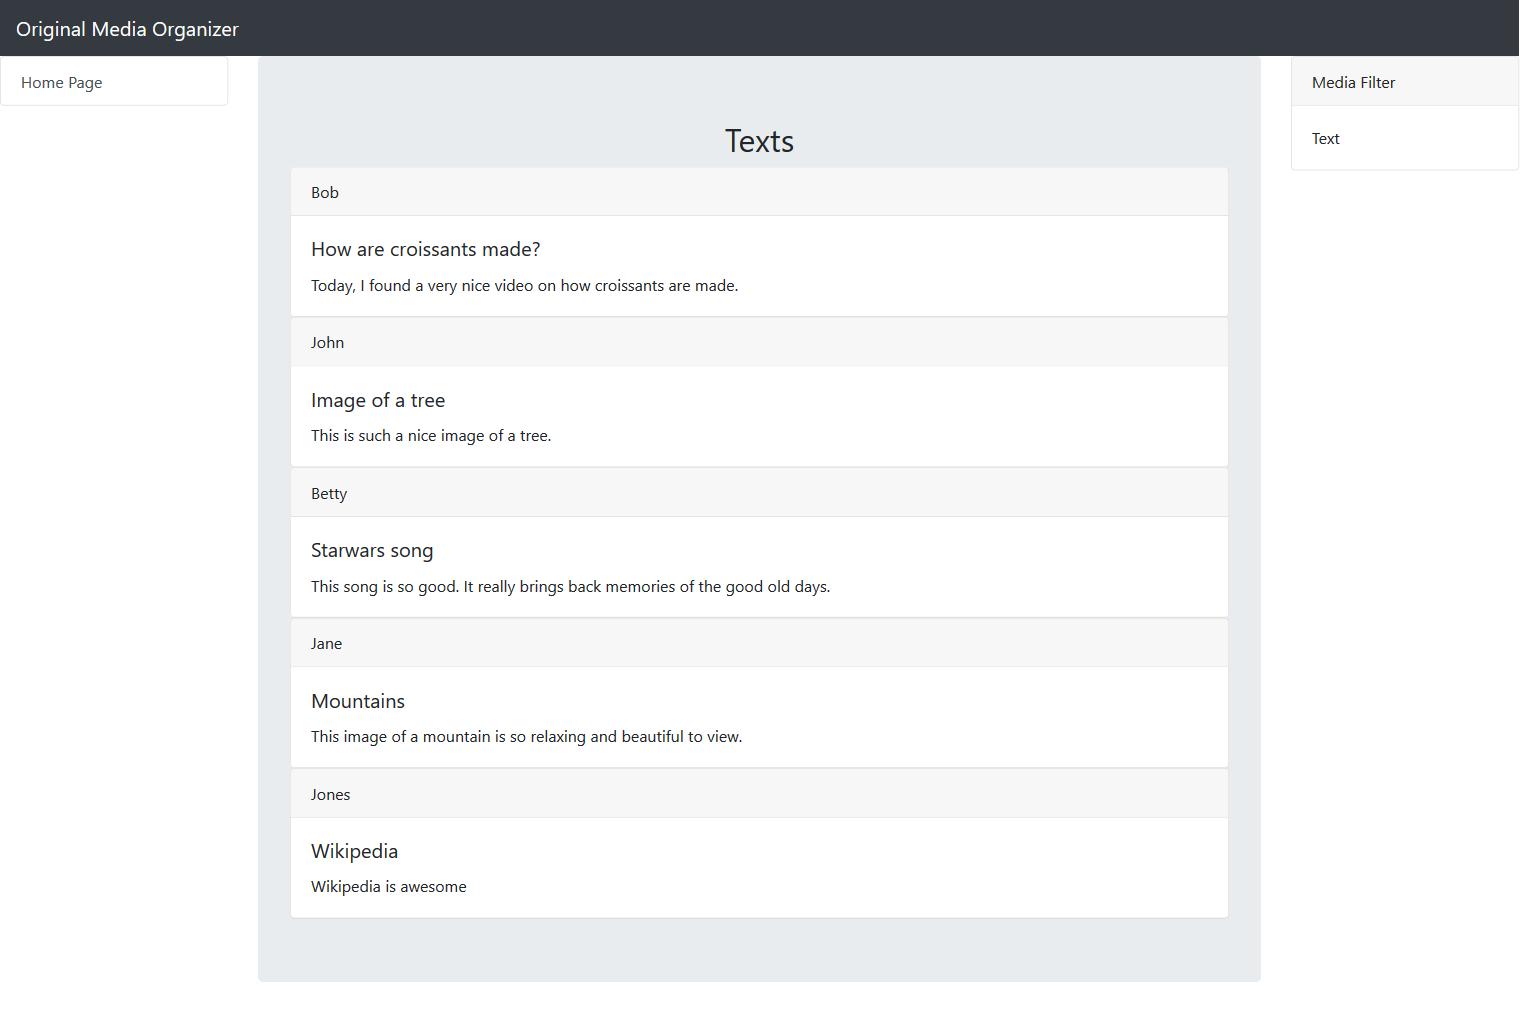 Original Media Organizer
Home Page
Texts
Bob
How are croissants made?
Today, I found a very nice video on how croissants are made.
John
Image of a tree
This is such a nice image of a tree.
Betty
Starwars song
This song is so good. It really brings back memories of the good old days.
Jane
Mountains
This image of a mountain is so relaxing and beautiful to view.
Jones
Wikipedia
Wikipedia is awesome
Media Filter
Text